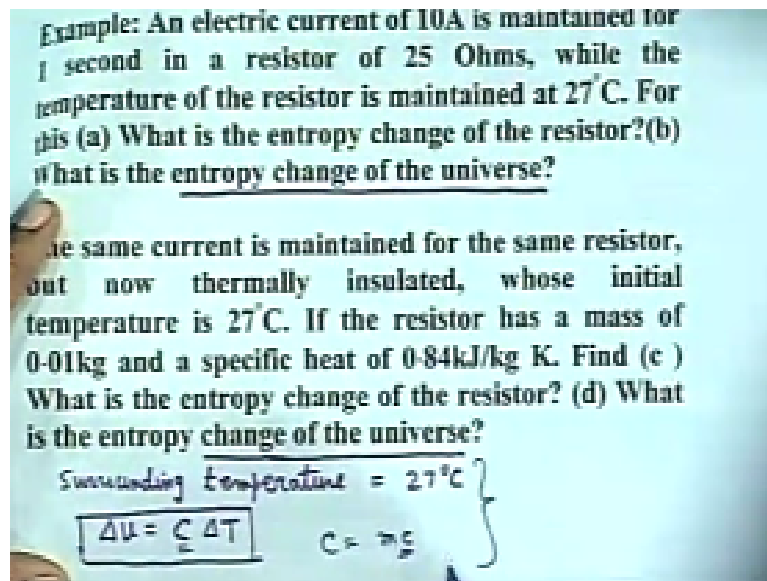 Example: An electric current of 10A is maintained for
1 second in a resistor of 25 Ohms, while the
temperature of the resistor is maintained at 27°C. For
this (a) What is the entropy change of the resistor?(b)
What is the entropy change of the universe?
he same current is maintained for the same resistor,
but now thermally insulated, whose initial
temperature is 27°C. If the resistor has a mass of
0·01kg and a specific heat of 0·84kJ/kg K. Find (c )
What is the entropy change of the resistor? (d) What
is the entropy change of the universe?
Surrounding temperature = 27°C
ΔU = C ΔT C = mc